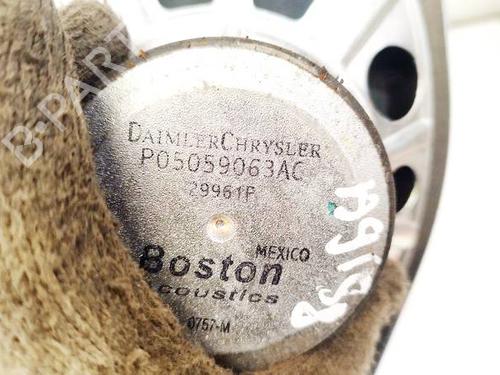 DAIMLERCHRYSLER
P05059063AC
29961F
MEXICO
Boston
coustics
0757-M
B-PART